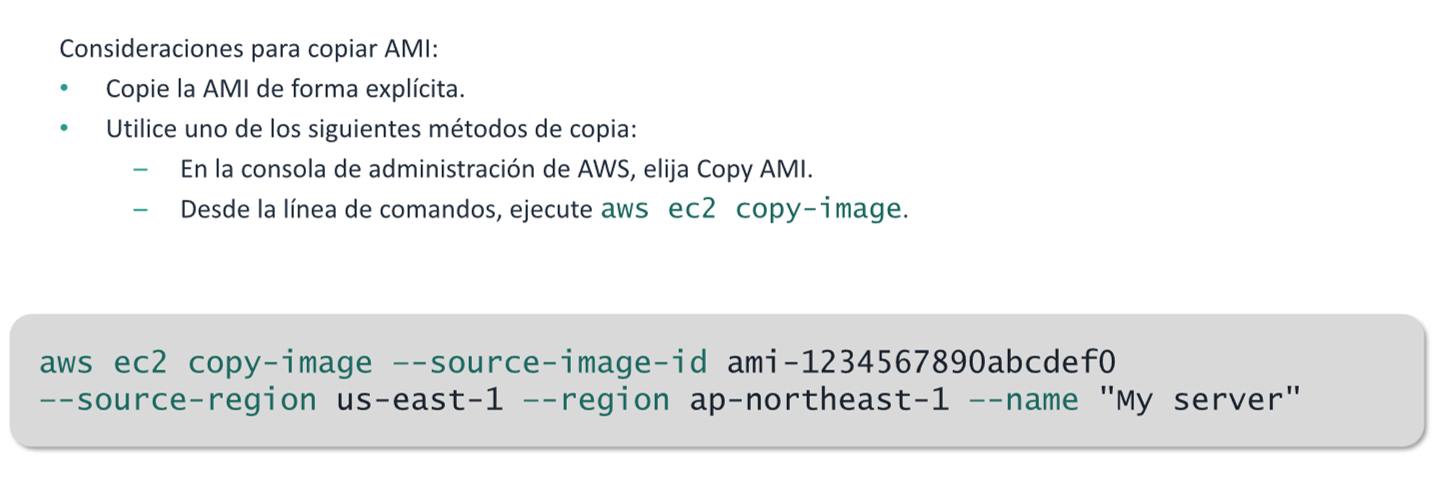 Consideraciones para copiar AMI:
• Copie la AMI de forma explícita.
• Utilice uno de los siguientes métodos de copia:
– En la consola de administración de AWS, elija Copy AMI.
– Desde la línea de comandos, ejecute aws ec2 copy-image.
aws ec2 copy-image --source-image-id ami-1234567890abcdef0
--source-region us-east-1 --region ap-northeast-1 --name "My server"